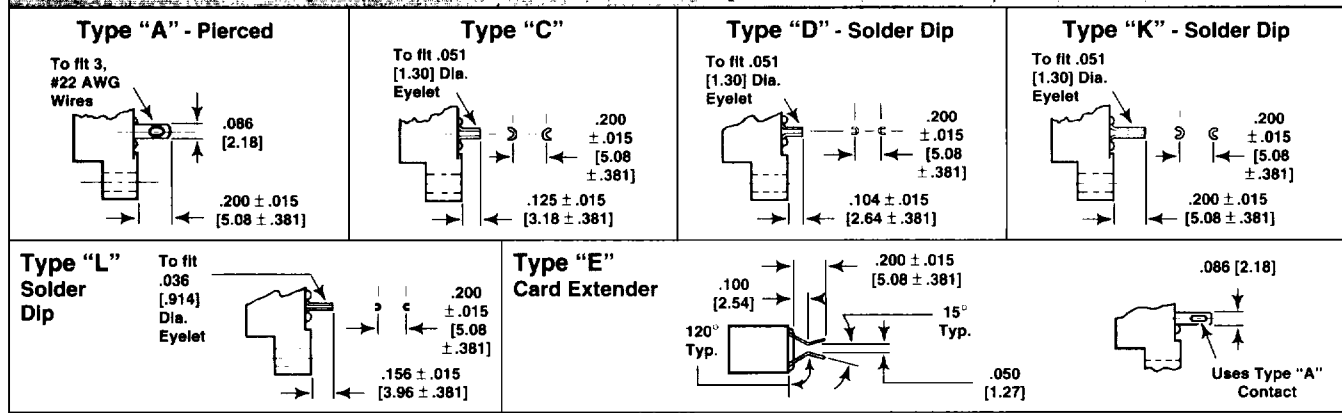 Type “A” - Pierced
To fit 3,
#22 AWG
Wires
.086
[2.18]
.200 ± .015
[5.08 ± .381]
Type “C”
To fit .051
[1.30] Dia.
Eyelet
.200
± .015
[5.08
± .381]
.125 ± .015
[3.18 ± .381]
Type “D” - Solder Dip
To fit .051
[1.30] Dia.
Eyelet
.200
± .015
[5.08
± .381]
.104 ± .015
[2.64 ± .381]
Type “K” - Solder Dip
To fit .051
[1.30] Dia.
Eyelet
.200
± .015
[5.08
± .381]
.200 ± .015
[5.08 ± .381]
Type “L”
Solder
Dip
To fit
.036
[.914]
Dia.
Eyelet
.200
± .015
[5.08
± .381]
.156 ± .015
[3.96 ± .381]
Type “E”
Card Extender
.200 ± .015
[5.08 ± .381]
.100
[2.54]
120°
Typ.
15°
Typ.
.050
[1.27]
.086 [2.18]
Uses Type “A”
Contact